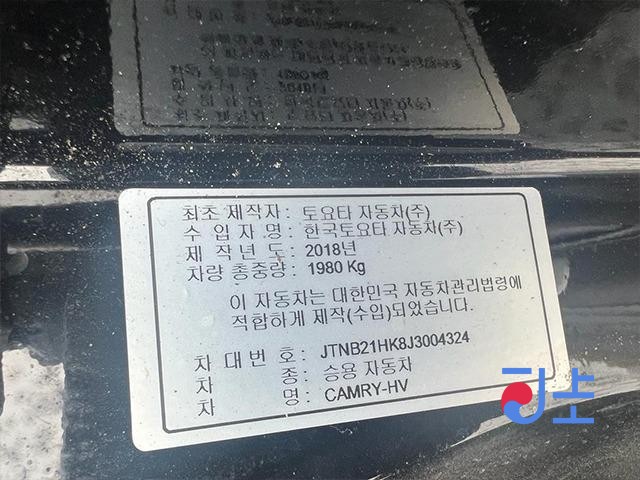 최초 제작자 : 토요타 자동차(주)
수 입 자 명 : 한국토요타 자동차(주)
제 작 년 도 : 2018년
차량 총중량 : 1980 Kg
이 자동차는 대한민국 자동차관리법령에
적합하게 제작(수입)되었습니다.
차 대 번 호 : JTNB21HK8J3004324
차 종 : 승용 자동차
차 명 : CAMRY-HV